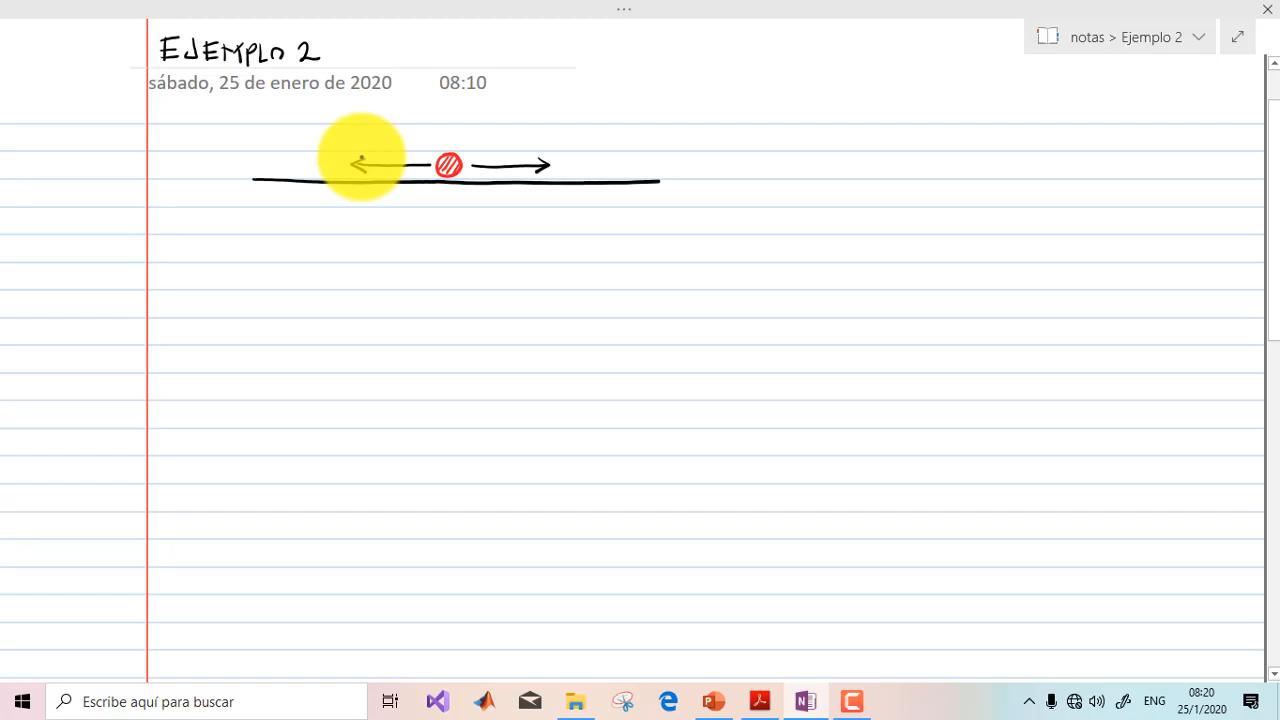 notas > Ejemplo 2
EJEMPLO 2
sábado, 25 de enero de 2020 08:10
Escribe aquí para buscar
ENG
08:20
25/1/2020